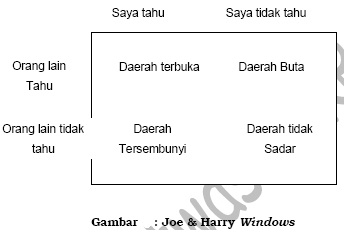 Saya tahu Saya tidak tahu
Orang lain Daerah terbuka Daerah Buta
Tahu
Orang lain tidak Daerah Daerah tidak
tahu Tersembunyi Sadar
Gambar : Joe & Harry Windows